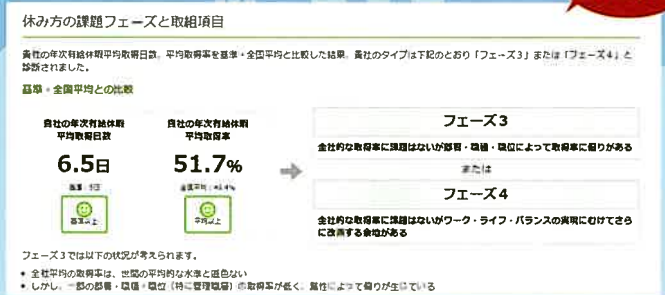 休み方の課題フェーズと取組項目
貴社の年次有給休暇平均取得日数、平均取得率を基準・全国平均と比較した結果、貴社のタイプは下記のとおり「フェーズ3」または「フェーズ4」と
診断されました。
基準・全国平均との比較
貴社の年次有給休暇
平均取得日数
6.5日
基準:5日
基準以上
貴社の年次有給休暇
平均取得率
51.7%
全国平均:
平均以上
フェーズ3
全社的な取得率に課題はないが部署・職種・職位によって取得率に偏りがある
または
フェーズ4
全社的な取得率に課題はないがワーク・ライフ・バランスの実現にむけてさら
に改善する余地がある
フェーズ3では以下の状況が考えられます。
• 全社平均の取得率は、世間の平均的な水準と遜色ない
• しかし、一部の部署・職種・職位(特に管理職層)の取得率が低く、属性によって偏りが生じている